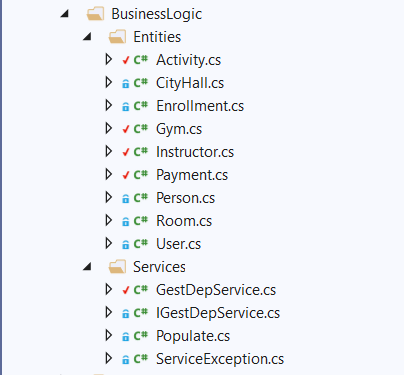 BusinessLogic
Entities
C# Activity.cs
C# CityHall.cs
C# Enrollment.cs
C# Gym.cs
C# Instructor.cs
C# Payment.cs
C# Person.cs
C# Room.cs
C# User.cs
Services
C# GestDepService.cs
C# IGestDepService.cs
C# Populate.cs
C# ServiceException.cs